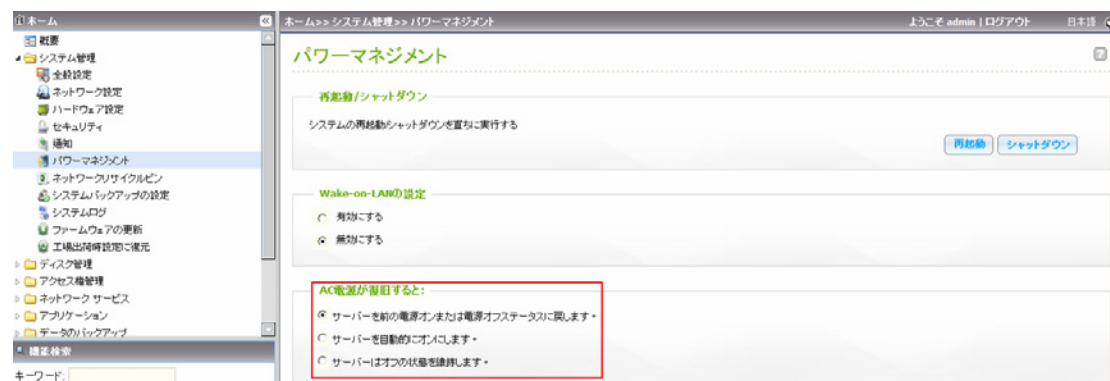 ホーム
ホーム>> システム管理>> パワーマネジメント
ようこそ admin | ログアウト
日本語
概要
システム管理
全般設定
ネットワーク設定
ハードウェア設定
セキュリティ
通知
パワーマネジメント
ネットワークリサイクルビン
システムバックアップの設定
システムログ
ファームウェアの更新
工場出荷時設定に復元
ディスク管理
アクセス権管理
ネットワーク サービス
アプリケーション
データのバックアップ
機能検索
キーワード:
パワーマネジメント
再起動/シャットダウン
システムの再起動/シャットダウンを直ちに実行する
再起動
シャットダウン
Wake-on-LANの設定
有効にする
無効にする
AC電源が復旧すると:
サーバーを前の電源オンまたは電源オフステータスに戻します。
サーバーを自動的にオンにします。
サーバーはオフの状態を維持します。